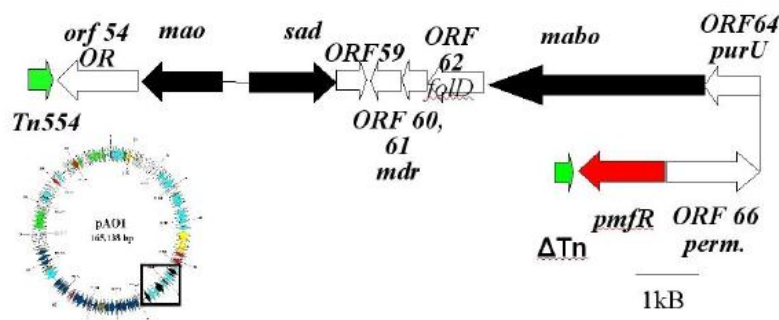 orf 54 mao sad ORF ORF64
OR ORF59 62 mabo purU
folD
Tn554 ORF 60,
61
mdr
pmfR ORF 66
ΔTn perm.
pAO1
165,138 bp
1kB